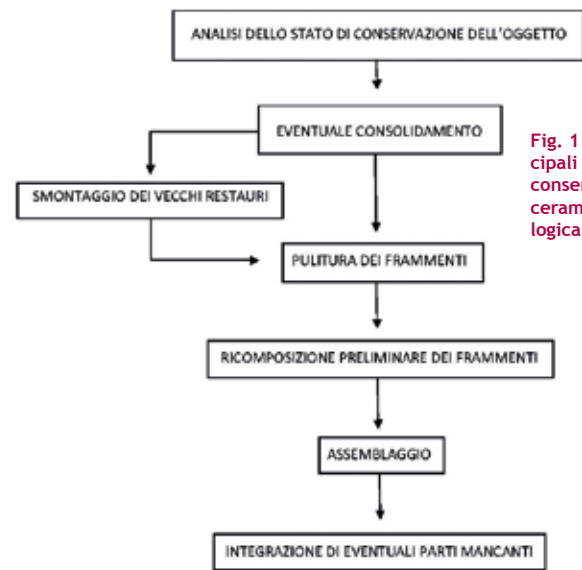 ANALISI DELLO STATO DI CONSERVAZIONE DELL'OGGETTO
EVENTUALE CONSOLIDAMENTO
SMONTAGGIO DEI VECCHI RESTAURI
PULITURA DEI FRAMMENTI
RICOMPOSIZIONE PRELIMINARE DEI FRAMMENTI
ASSEMBLAGGIO
INTEGRAZIONE DI EVENTUALI PARTI MANCANTI
Fig. 1
cipali
conser
ceram
logica